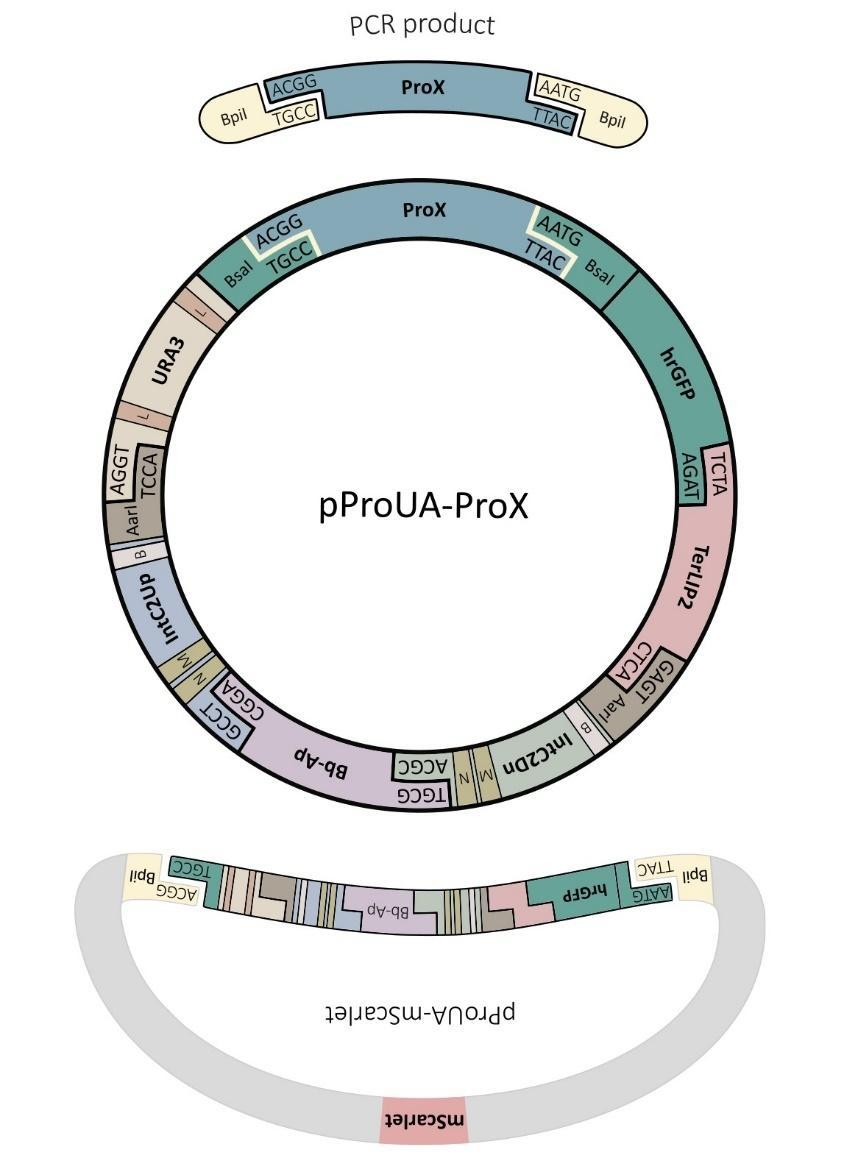 PCR product
BpiI
ACGG
TGCC
ProX
AATG
TTAC
BpiI
ProX
ACGG
TGCC
BsaI
AATG
TTAC
BsaI
hrGFP
AGAT
TCTA
TerLIP2
CTCA
GAGT
AarI
B
IntC2Dn
M
N
ACGC
TGCG
Bb-Ap
CGGA
GCCT
N
M
IntC2Up
B
AarI
TCCA
AGGT
L
URA3
L
pProUA-ProX
BpiI
ACGG
TGCC
Bb-Ap
hrGFP
AATG
TTAC
BpiI
pProUA-mScarlet
mScarlet